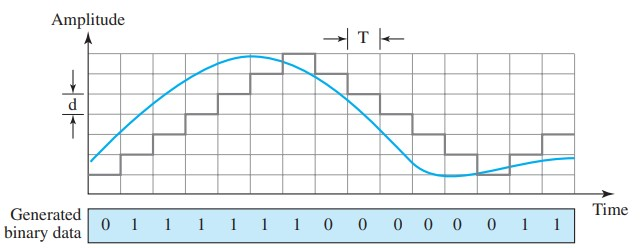 Amplitude
T
d
Time
Generated
binary data
0 1 1 1 1 1 1 0 0 0 0 0 0 1 1